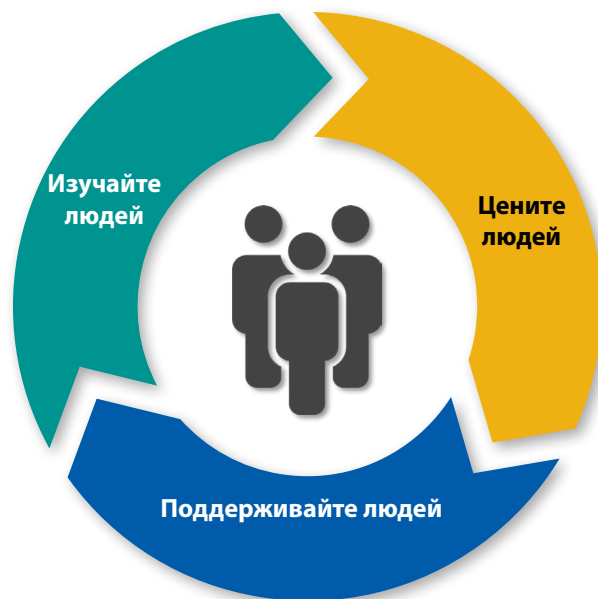 Изучайте
людей
Цените
людей
Поддерживайте людей